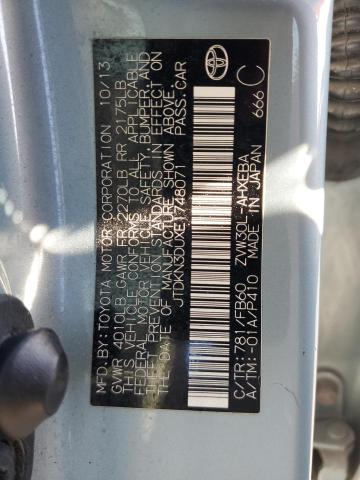 MFD.BY:TOYOTA MOTOR CORPORATION 10/13
GVWR 4010LB GAWR FR 2270LB RR 2175LB
THIS VEHICLE CONFORMS TO ALL APPLICABLE
FEDERAL MOTOR VEHICLE SAFETY, BUMPER, AND
THEFT PREVENTION STANDARDS IN EFFECT ON
THE DATE OF MANUFACTURE SHOWN ABOVE.
JTDKN3DUXE1748071 PASS.CAR
C/TR:781/FB60 ZVW30L-AHXEBA
A/TM:-01A/P410 MADE IN JAPAN 666 C
TOYOTA